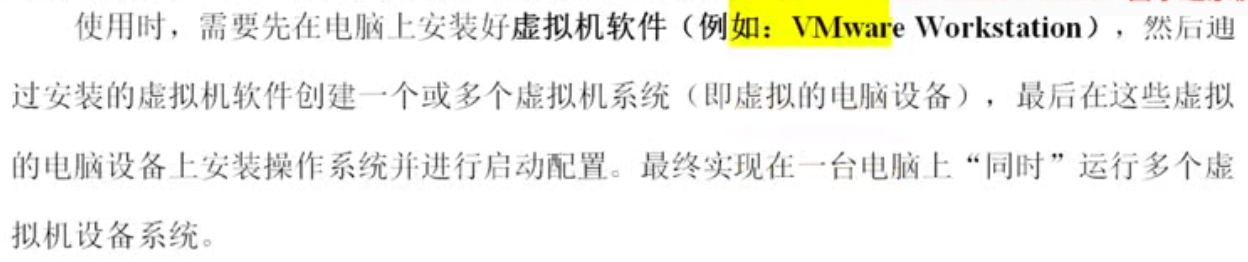 使用时，需要先在电脑上安装好虚拟机软件（例如：VMware Workstation），然后通
过安装的虚拟机软件创建一个或多个虚拟机系统（即虚拟的电脑设备），最后在这些虚拟
的电脑设备上安装操作系统并进行启动配置。最终实现在一台电脑上“同时”运行多个虚
拟机设备系统。